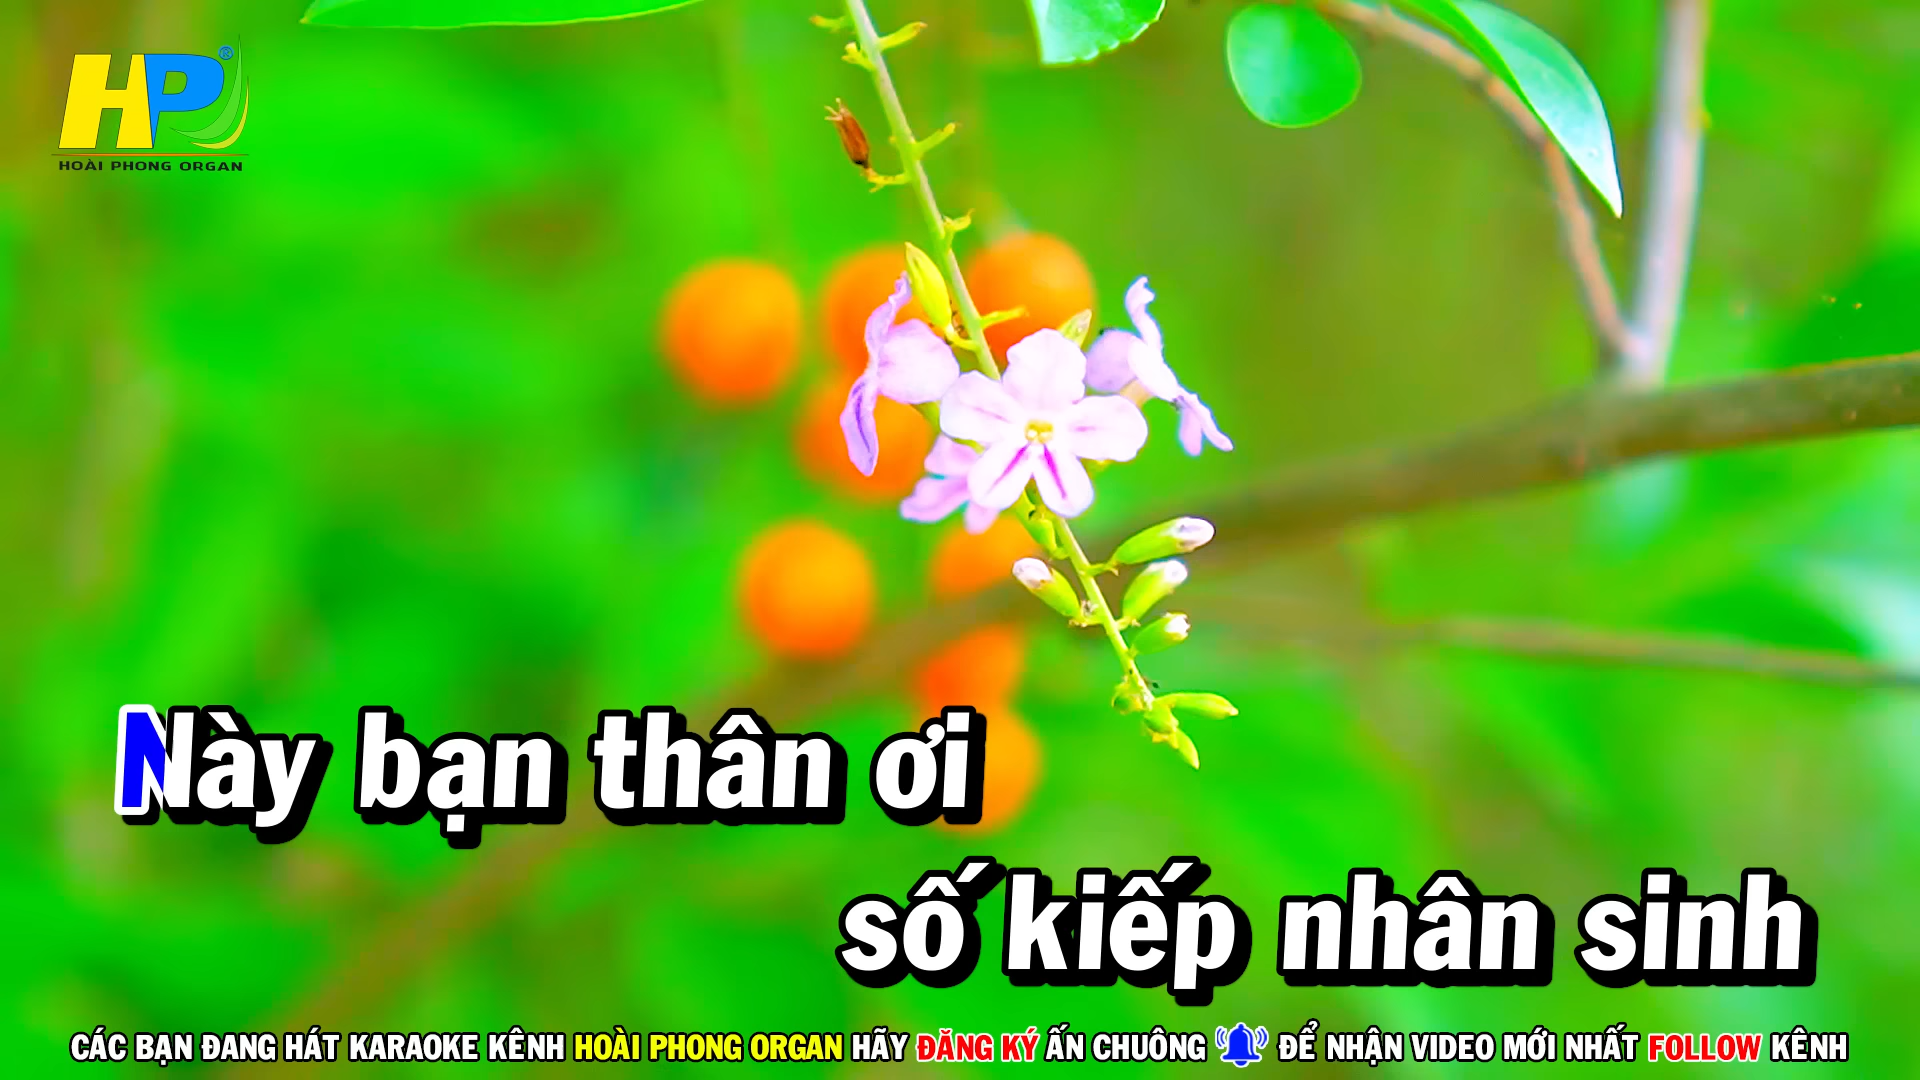 HP®
HOÀI PHONG ORGAN
Này bạn thân ơi
số kiếp nhân sinh
CÁC BẠN ĐANG HÁT KARAOKE KÊNH HOÀI PHONG ORGAN HÃY ĐĂNG KÝ ẤN CHUÔNG ĐỂ NHẬN VIDEO MỚI NHẤT FOLLOW KÊNH